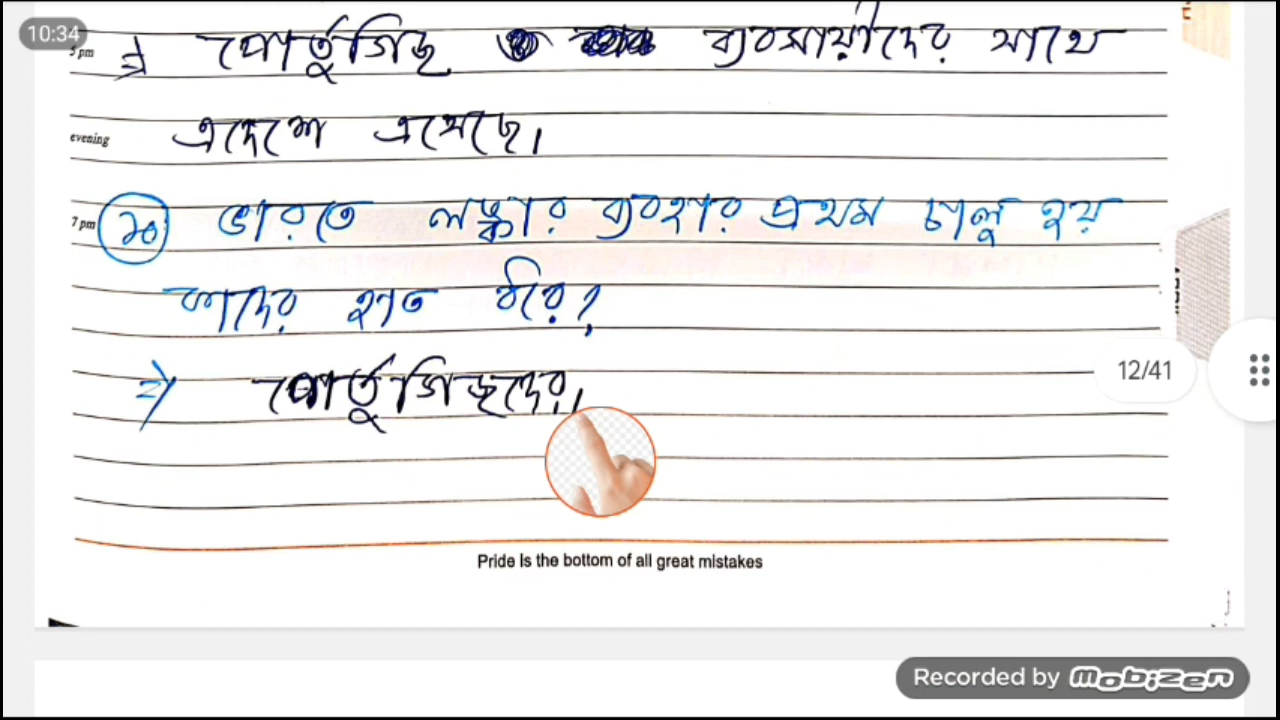 10:34
5 pm ⇒ পোর্তুগিজ ব্যবসায়ীদের সাথে
evening এদেশে এসেছে।
7 pm ১০ ভারতে লঙ্কার ব্যবহার প্রথম চালু হয়
কাদের হাত ধরে?
⇒ পোর্তুগিজদের।
12/41
Pride is the bottom of all great mistakes
Recorded by Mobizen